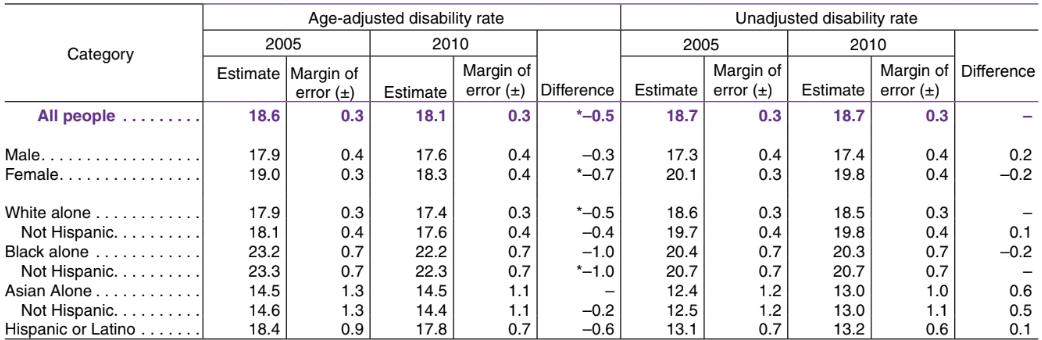 Category Age-adjusted disability rate Unadjusted disability rate
2005 2010 Difference 2005 2010 Difference
Estimate Margin of error (±) Estimate Margin of error (±) Estimate Margin of error (±) Estimate Margin of error (±)
All people ......... 18.6 0.3 18.1 0.3 *–0.5 18.7 0.3 18.7 0.3 –
Male.................. 17.9 0.4 17.6 0.4 –0.3 17.3 0.4 17.4 0.4 0.2
Female................ 19.0 0.3 18.3 0.4 *–0.7 20.1 0.3 19.8 0.4 –0.2
White alone ............ 17.9 0.3 17.4 0.3 *–0.5 18.6 0.3 18.5 0.3 –
Not Hispanic.......... 18.1 0.4 17.6 0.4 –0.4 19.7 0.4 19.8 0.4 0.1
Black alone ............ 23.2 0.7 22.2 0.7 –1.0 20.4 0.7 20.3 0.7 –0.2
Not Hispanic.......... 23.3 0.7 22.3 0.7 *–1.0 20.7 0.7 20.7 0.7 –
Asian Alone ............ 14.5 1.3 14.5 1.1 – 12.4 1.2 13.0 1.0 0.6
Not Hispanic.......... 14.6 1.3 14.4 1.1 –0.2 12.5 1.2 13.0 1.1 0.5
Hispanic or Latino ....... 18.4 0.9 17.8 0.7 –0.6 13.1 0.7 13.2 0.6 0.1